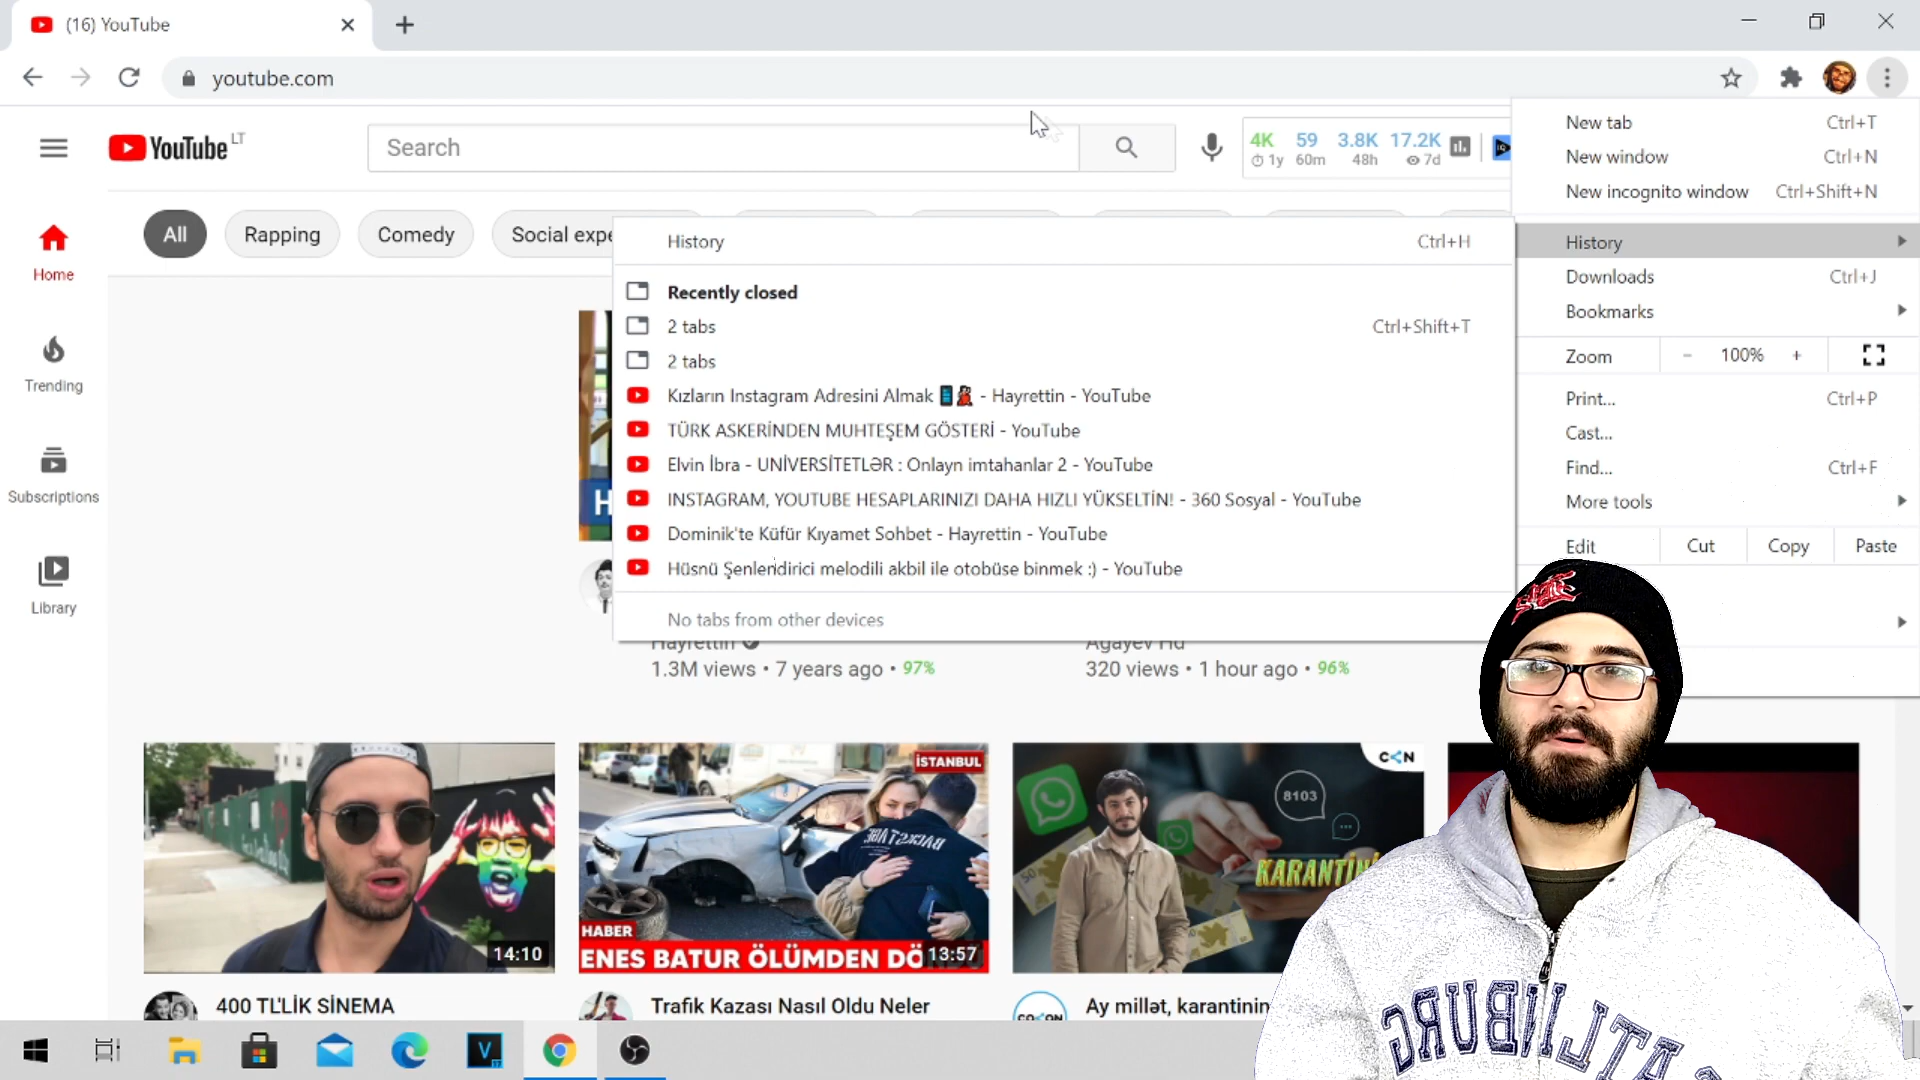 (16) YouTube
youtube.com
YouTube LT
Search
4K 59 3.8K 17.2K
1y 60m 48h 7d
New tab Ctrl+T
New window Ctrl+N
New incognito window Ctrl+Shift+N
History
Downloads Ctrl+J
Bookmarks
Zoom - 100% +
Print... Ctrl+P
Cast...
Find... Ctrl+F
More tools
Edit Cut Copy Paste
All Rapping Comedy Social expe
History Ctrl+H
Recently closed
2 tabs Ctrl+Shift+T
2 tabs
Kızların Instagram Adresini Almak 📱💃 - Hayrettin - YouTube
TÜRK ASKERİNDEN MUHTEŞEM GÖSTERİ - YouTube
Elvin İbra - UNİVERSİTETLƏR : Onlayn imtahanlar 2 - YouTube
INSTAGRAM, YOUTUBE HESAPLARINIZI DAHA HIZLI YÜKSELTİN! - 360 Sosyal - YouTube
Dominik'te Küfür Kıyamet Sohbet - Hayrettin - YouTube
Hüsnü Şenlendirici melodili akbil ile otobüse binmek :) - YouTube
No tabs from other devices
Home
Trending
Subscriptions
Library
H
Hayrettin
1.3M views • 7 years ago • 97%
Agayev Hd
320 views • 1 hour ago • 96%
14:10
İSTANBUL
BACKSTABE
HABER
ENES BATUR ÖLÜMDEN DÖ
13:57
C<N
8103
50
KARANTİN
400 TL'LİK SİNEMA
Trafik Kazası Nasıl Oldu Neler
COCON
Ay millət, karantinin
V